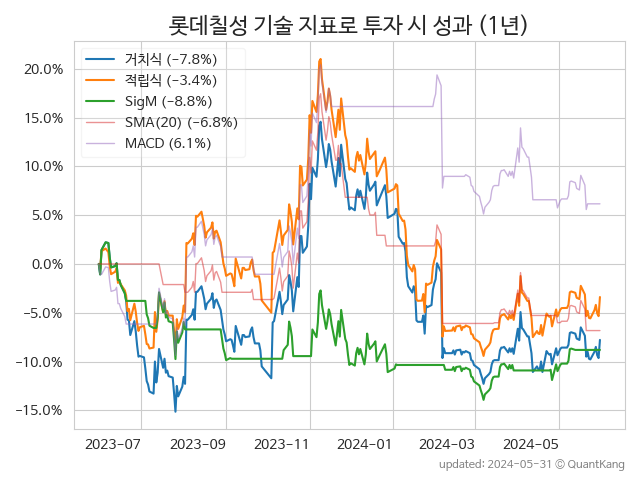 롯데칠성 기술 지표로 투자 시 성과 (1년)
거치식 (−7.8%)
적립식 (−3.4%)
SigM (−8.8%)
SMA(20) (−6.8%)
MACD (6.1%)
20.0%
15.0%
10.0%
5.0%
0.0%
−5.0%
−10.0%
−15.0%
2023-07 2023-09 2023-11 2024-01 2024-03 2024-05
updated: 2024-05-31 © QuantKang